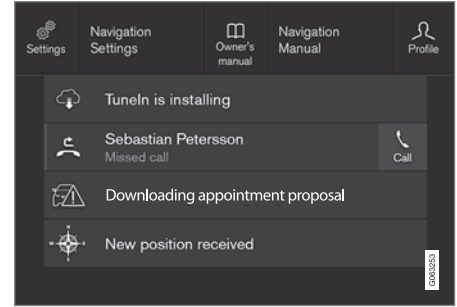 Settings
Navigation
Settings
Owner's
manual
Navigation
Manual
Profile
TuneIn is installing
Sebastian Petersson
Missed call
Call
Downloading appointment proposal
New position received
G063253